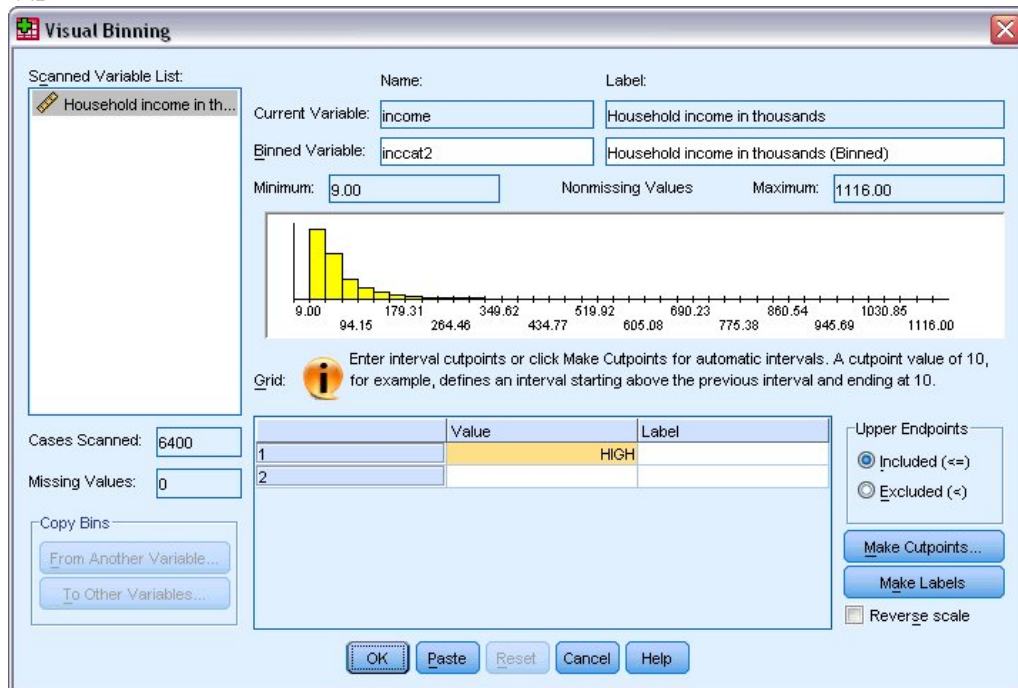 Visual Binning
Scanned Variable List:
Household income in th...
Name:
Label:
Current Variable:
income
Household income in thousands
Binned Variable:
inccat2
Household income in thousands (Binned)
Minimum:
9.00
Nonmissing Values
Maximum:
1116.00
9.00 179.31 349.62 519.92 690.23 860.54 1030.85
94.15 264.46 434.77 605.08 775.38 945.69 1116.00
Grid:
Enter interval cutpoints or click Make Cutpoints for automatic intervals. A cutpoint value of 10,
for example, defines an interval starting above the previous interval and ending at 10.
Value Label
1 HIGH
2
Cases Scanned:
6400
Missing Values:
0
Copy Bins
From Another Variable...
To Other Variables...
Upper Endpoints
Included (<=)
Excluded (<)
Make Cutpoints...
Make Labels
Reverse scale
OK Paste Reset Cancel Help